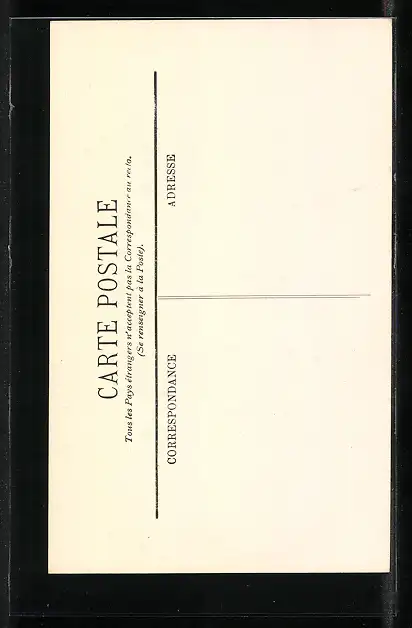 CARTE POSTALE
Tous les Pays étrangers n'acceptent pas la Correspondance au recto.
(Se renseigner à la Poste).
CORRESPONDANCE
ADRESSE